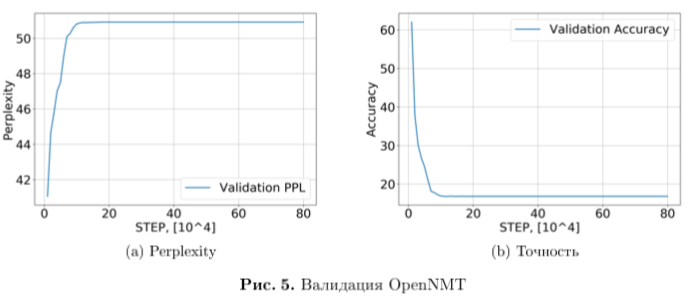 50
48
46
44
42
Perplexity
Validation PPL
0 20 40 60 80
STEP, [10^4]
(a) Perplexity
60
50
40
30
20
Accuracy
Validation Accuracy
0 20 40 60 80
STEP, [10^4]
(b) Точность
Рис. 5. Валидация OpenNMT